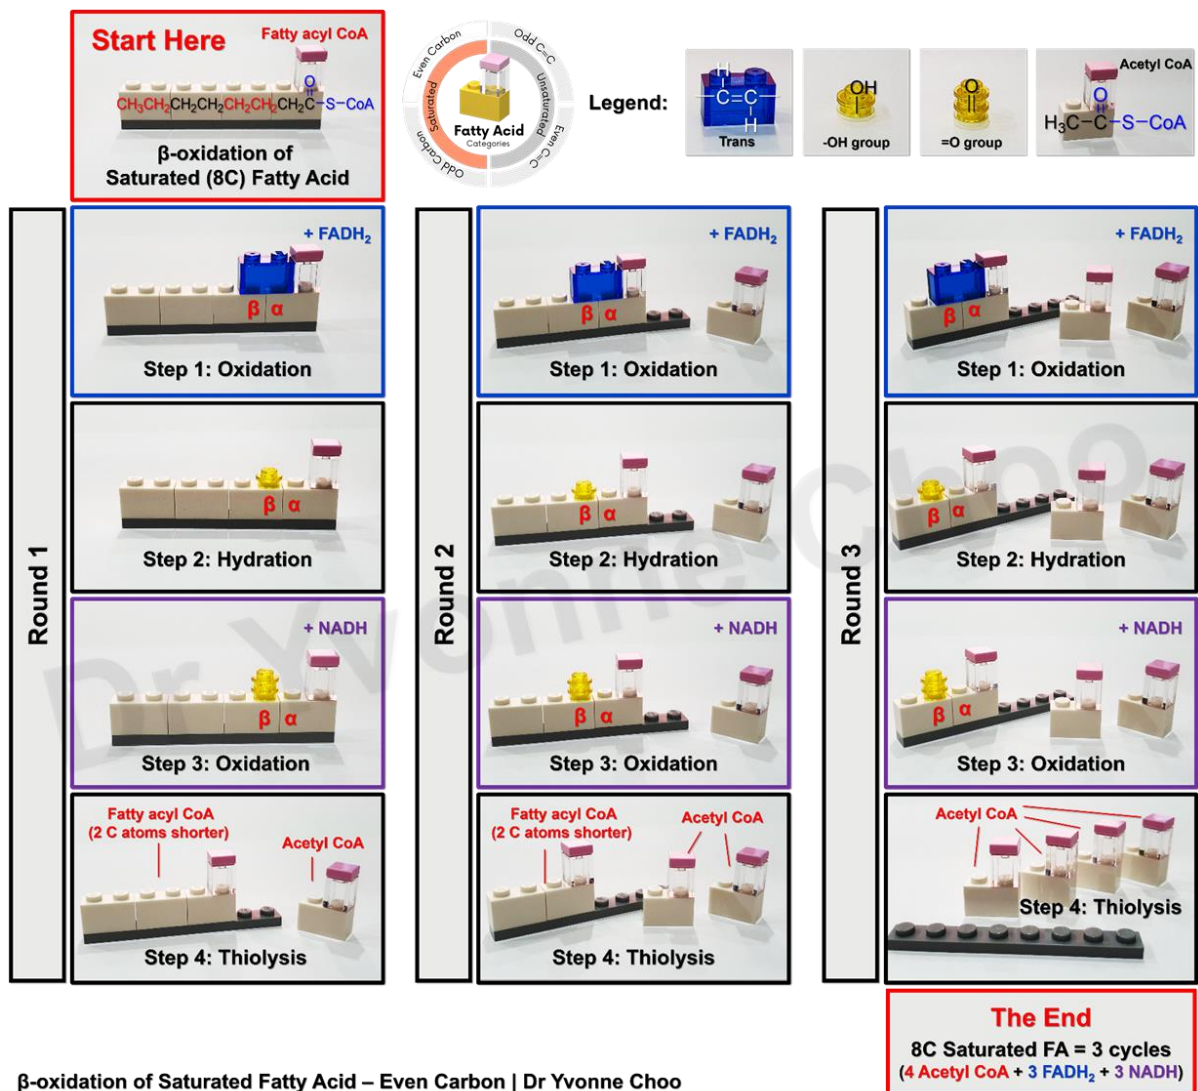 Start Here
Fatty acyl CoA
O
CH3CH2CH2CH2CH2CH2CH2C–S–CoA
β-oxidation of
Saturated (8C) Fatty Acid
Even Carbon
Odd C=C
Saturated
Unsaturated
Fatty Acid
Categories
Odd Carbon
Even C=C
Legend:
H
C=C
H
Trans
OH
-OH group
O
=O group
Acetyl CoA
O
H3C–C–S–CoA
Round 1
+ FADH2
β α
Step 1: Oxidation
β α
Step 2: Hydration
+ NADH
β α
Step 3: Oxidation
Fatty acyl CoA
(2 C atoms shorter)
Acetyl CoA
Step 4: Thiolysis
Round 2
+ FADH2
β α
Step 1: Oxidation
β α
Step 2: Hydration
+ NADH
β α
Step 3: Oxidation
Fatty acyl CoA
(2 C atoms shorter)
Acetyl CoA
Step 4: Thiolysis
Round 3
+ FADH2
β α
Step 1: Oxidation
β α
Step 2: Hydration
+ NADH
β α
Step 3: Oxidation
Acetyl CoA
Step 4: Thiolysis
The End
8C Saturated FA = 3 cycles
(4 Acetyl CoA + 3 FADH2 + 3 NADH)
Dr Yvonne Choo
β-oxidation of Saturated Fatty Acid – Even Carbon | Dr Yvonne Choo